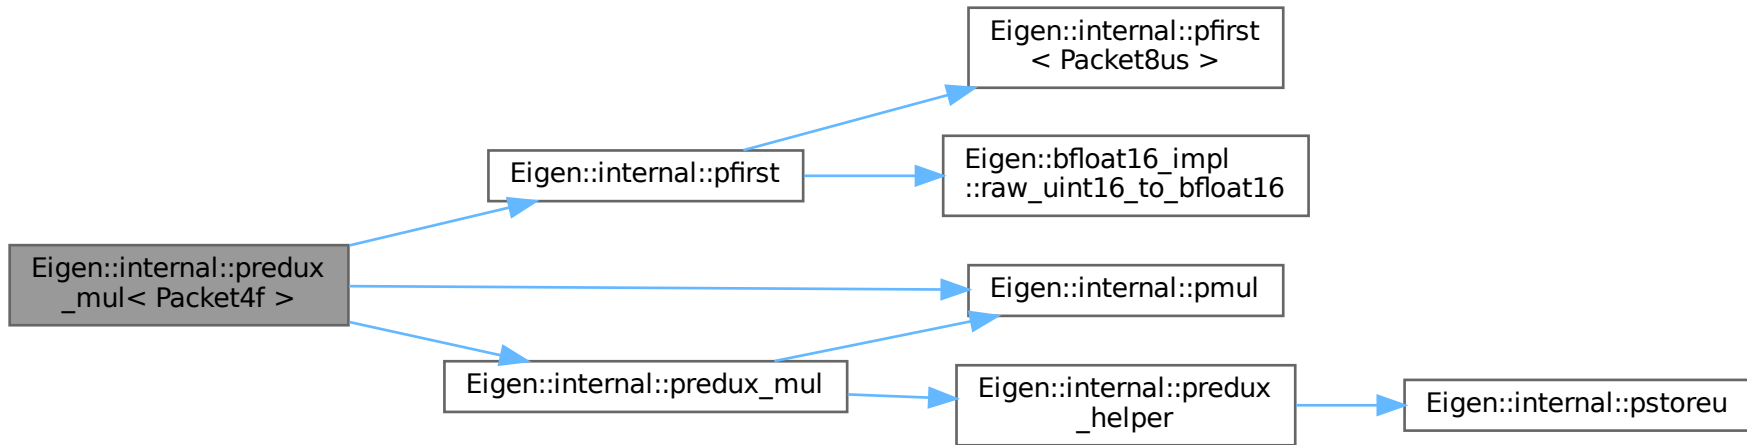 Eigen::internal::pfirst
< Packet8us >
Eigen::internal::pfirst
Eigen::bfloat16_impl
::raw_uint16_to_bfloat16
Eigen::internal::predux
_mul< Packet4f >
Eigen::internal::pmul
Eigen::internal::predux_mul
Eigen::internal::predux
_helper
Eigen::internal::pstoreu